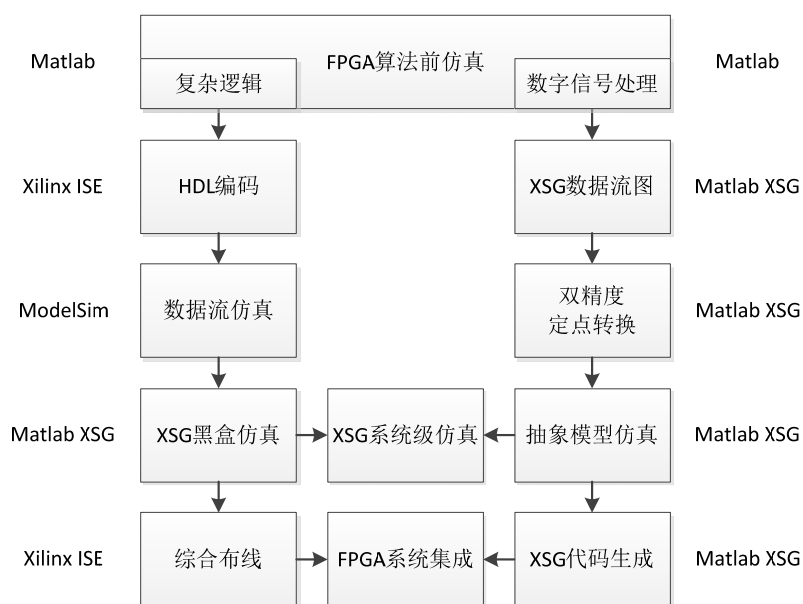 Matlab
FPGA算法前仿真
Matlab
复杂逻辑
数字信号处理
Xilinx ISE
HDL编码
XSG数据流图
Matlab XSG
ModelSim
数据流仿真
双精度
定点转换
Matlab XSG
Matlab XSG
XSG黑盒仿真
XSG系统级仿真
抽象模型仿真
Matlab XSG
Xilinx ISE
综合布线
FPGA系统集成
XSG代码生成
Matlab XSG